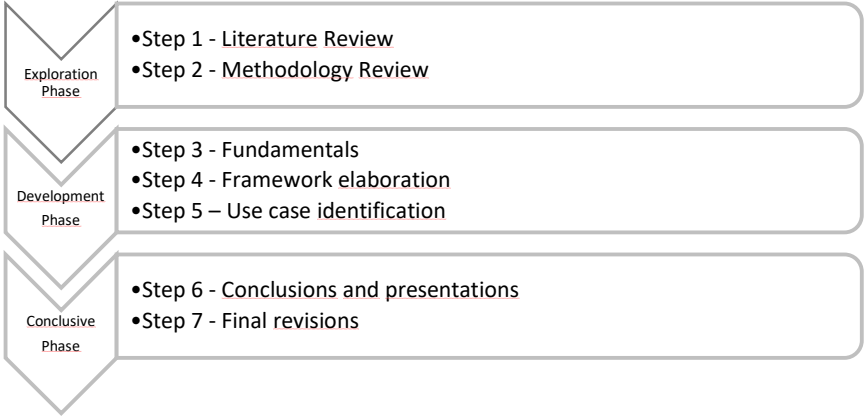 Exploration
Phase
•Step 1 - Literature Review
•Step 2 - Methodology Review
Development
Phase
•Step 3 - Fundamentals
•Step 4 - Framework elaboration
•Step 5 – Use case identification
Conclusive
Phase
•Step 6 - Conclusions and presentations
•Step 7 - Final revisions